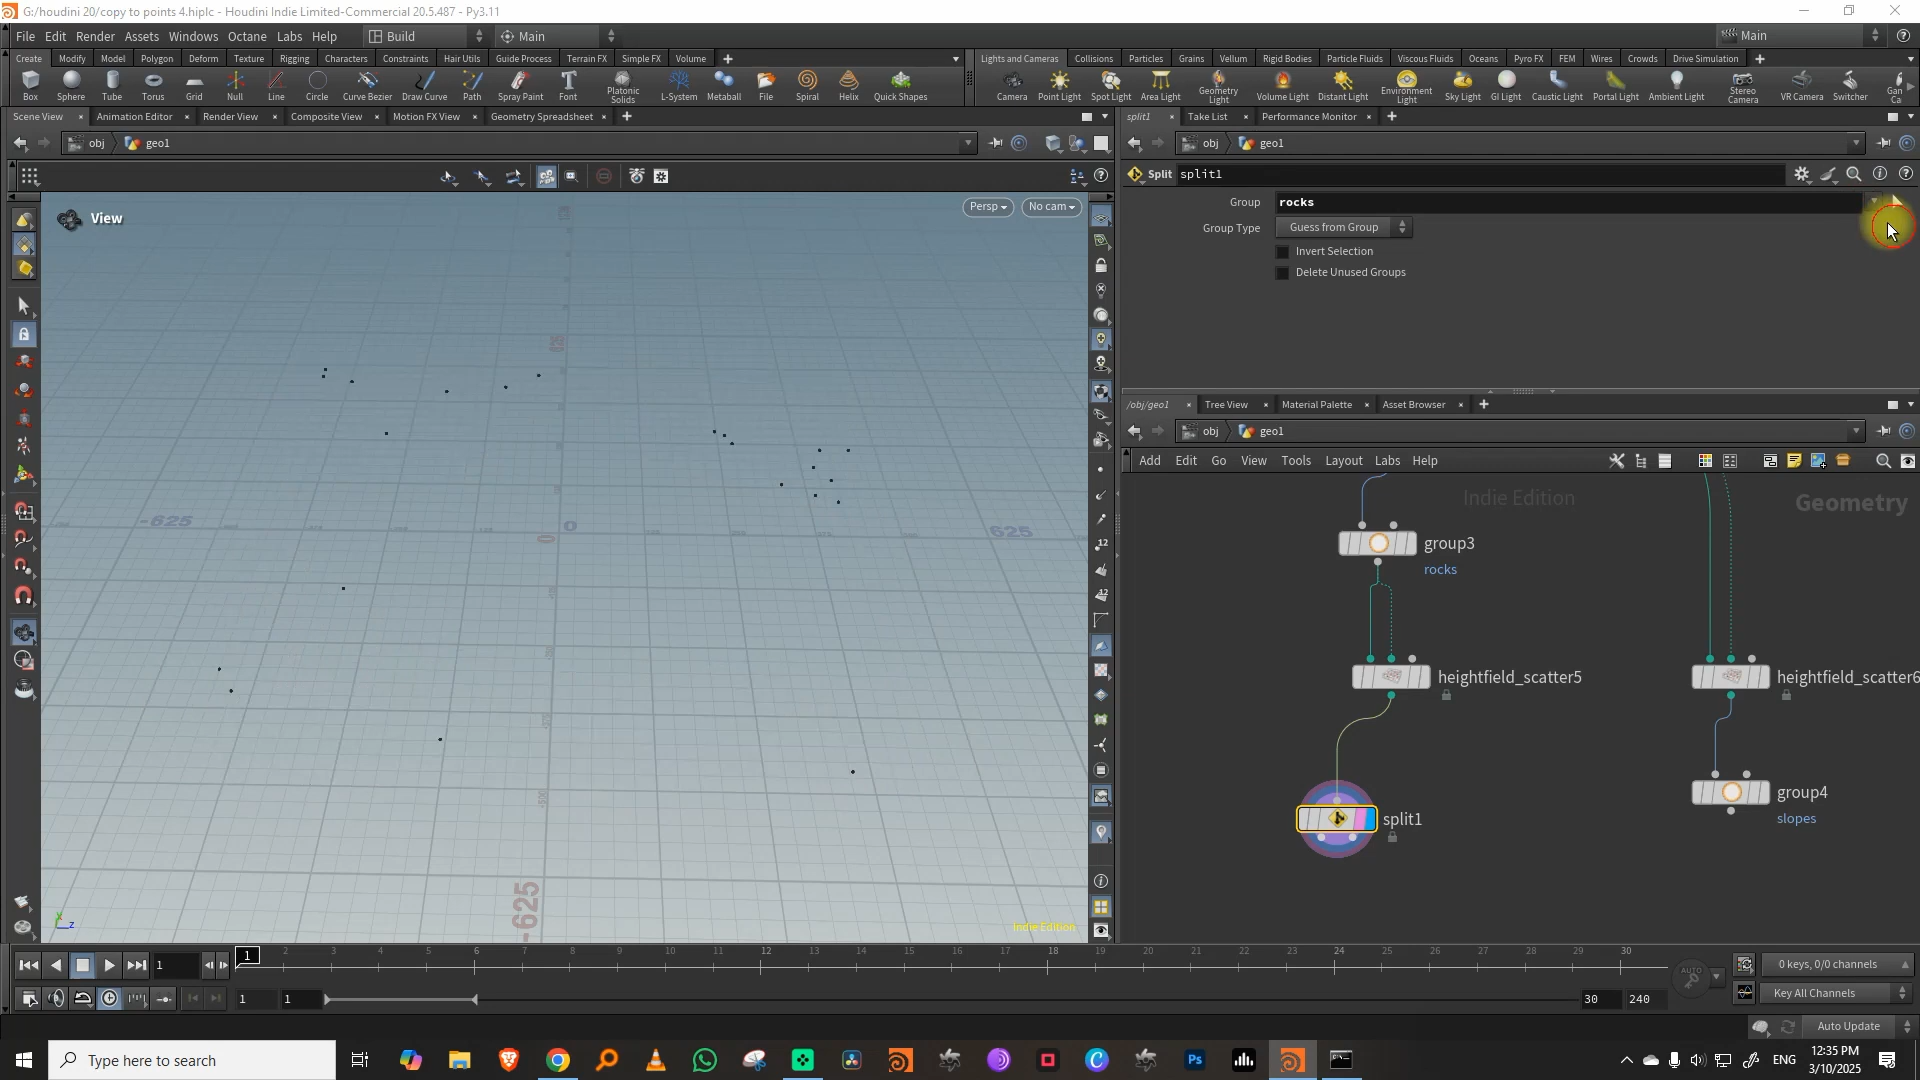 G:/houdini 20/copy to points 4.hiplc - Houdini Indie Limited-Commercial 20.5.487 - Py3.11
File Edit Render Assets Windows Octane Labs Help Build Main Main
Create Modify Model Polygon Deform Texture Rigging Characters Constraints Hair Utils Guide Process Terrain FX Simple FX Volume
Lights and Cameras Collisions Particles Grains Vellum Rigid Bodies Particle Fluids Viscous Fluids Oceans Pyro FX FEM Wires Crowds Drive Simulation
Box Sphere Tube Torus Grid Null Line Circle Curve Bezier Draw Curve Path Spray Paint Font Platonic Solids L-System Metaball File Spiral Helix Quick Shapes
Camera Point Light Spot Light Area Light Geometry Light Volume Light Distant Light Environment Light Sky Light GI Light Caustic Light Portal Light Ambient Light Stereo Camera VR Camera Switcher Gan Ca
Scene View Animation Editor Render View Composite View Motion FX View Geometry Spreadsheet
split1 Take List Performance Monitor
obj geo1
obj geo1
Split split1
View
Persp No cam
Group rocks
Group Type Guess from Group
Invert Selection
Delete Unused Groups
/obj/geo1 Tree View Material Palette Asset Browser
obj geo1
Add Edit Go View Tools Layout Labs Help
Indie Edition Geometry
group3
rocks
heightfield_scatter5
heightfield_scatter6
group4
slopes
split1
-625 0 625
0
-500
-625
Indie Edition
1 1 2 3 4 5 6 7 8 9 10 11 12 13 14 15 16 17 18 19 20 21 22 23 24 25 26 27 28 29 30
AUTO
0 keys, 0/0 channels
1 1 30 240
Key All Channels
Auto Update
Type here to search
Ps
ENG
12:35 PM
3/10/2025